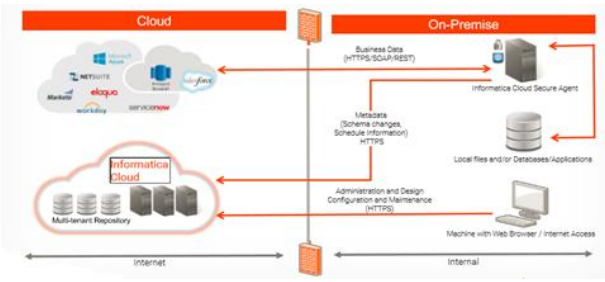 Cloud
On-Premise
Microsoft
Azure
NETSUITE
Marketo
eloqua
workday
servicenow
salesforce
Business Data
(HTTPS/SOAP/REST)
Informatica Cloud Secure Agent
Metadata
(Schema changes,
Schedule Information)
HTTPS
Local files and/or Databases/Applications
Informatica
Cloud
Multi-tenant Repository
Administration and Design
Configuration and Maintenance
(HTTPS)
Machine with Web Browser / Internet Access
Internet
Internal